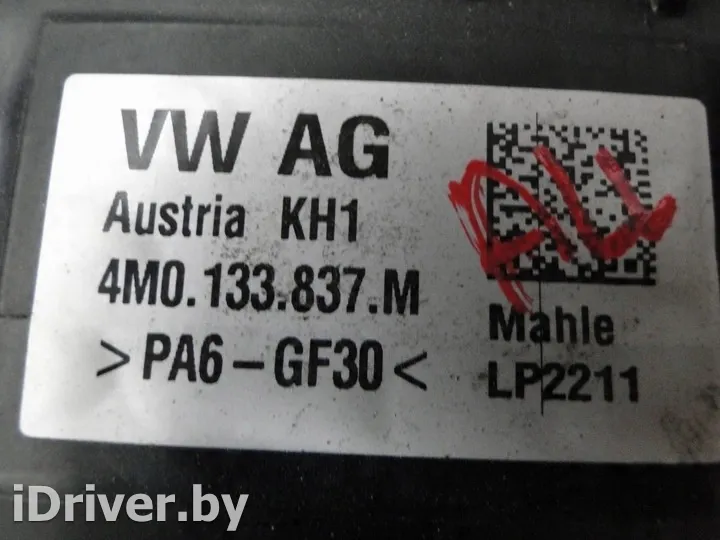 VW AG
Austria KH1
4M0.133.837.M
>PA6-GF30<
Mahle
LP2211
iDriver.by